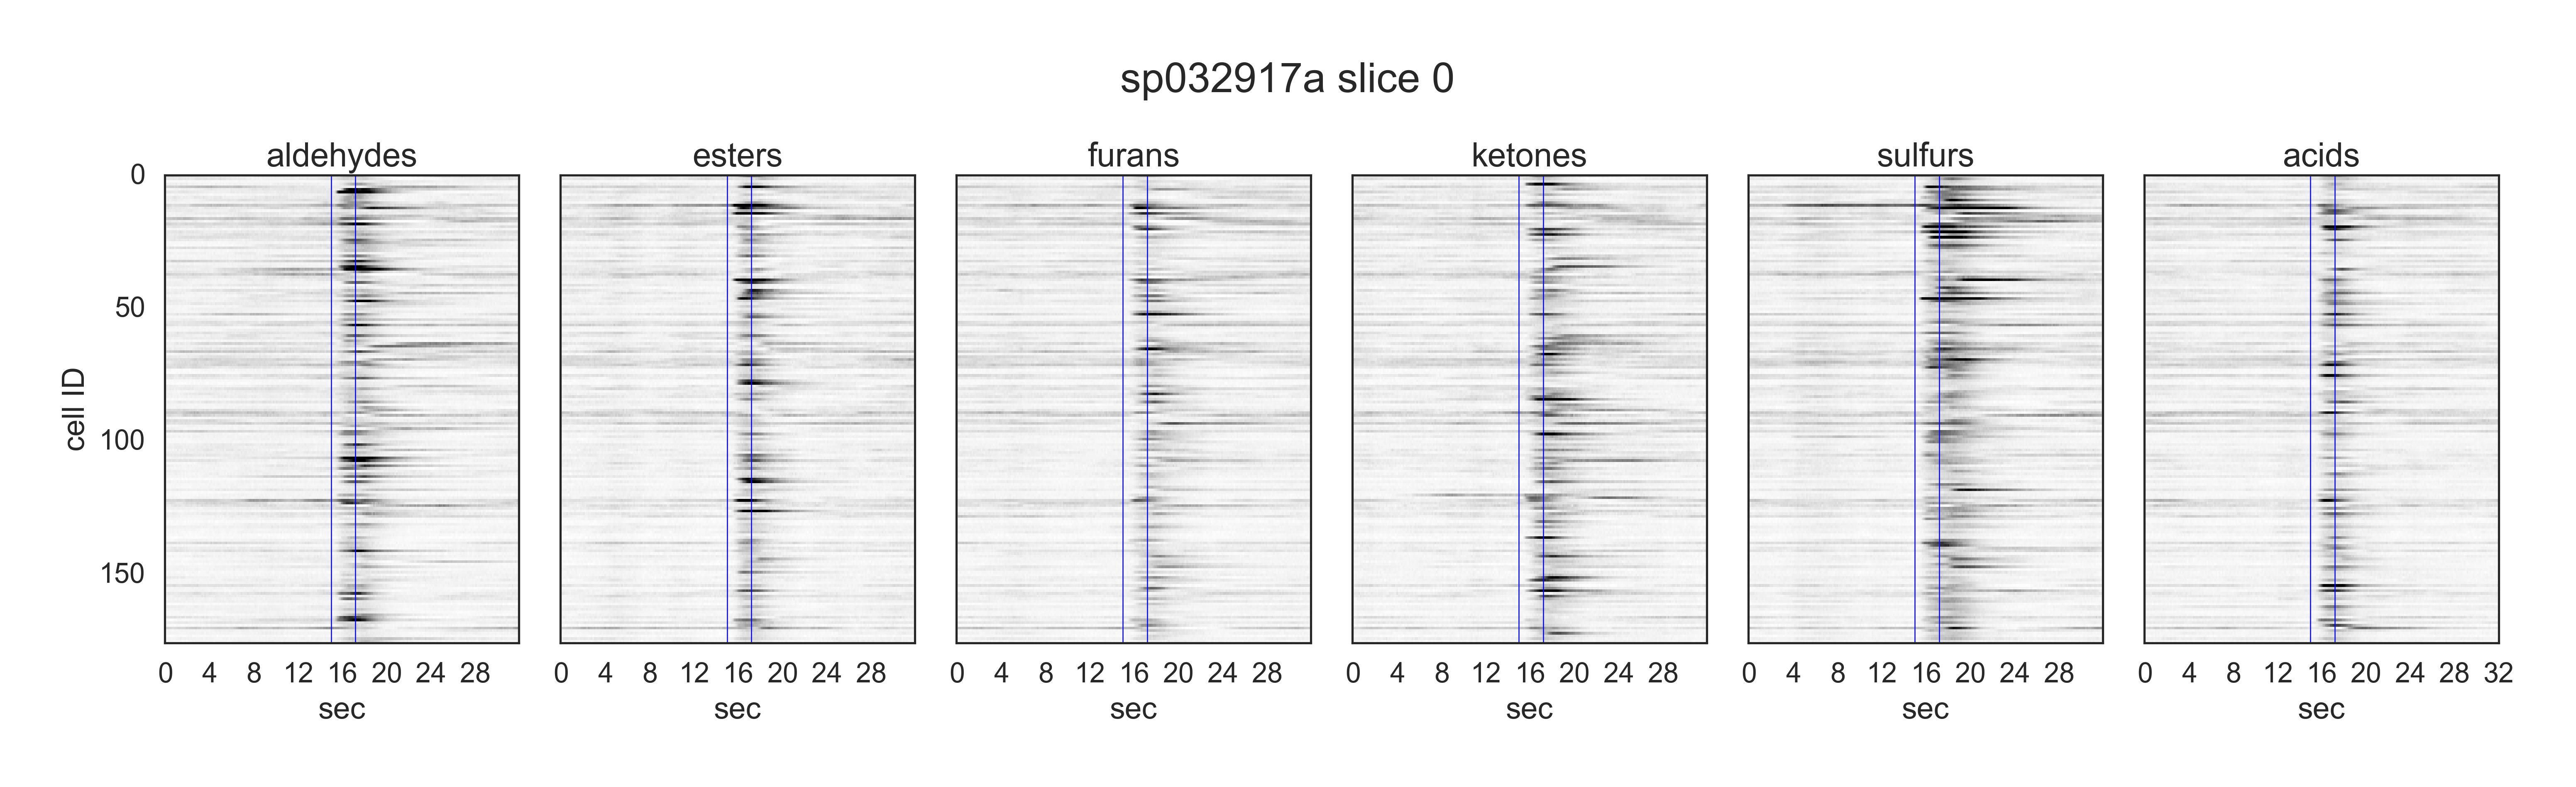 sp032917a slice 0
aldehydes esters furans ketones sulfurs acids
0
50
100
150
cell ID
0 4 8 12 16 20 24 28 0 4 8 12 16 20 24 28 0 4 8 12 16 20 24 28 0 4 8 12 16 20 24 28 0 4 8 12 16 20 24 28 0 4 8 12 16 20 24 28 32
sec sec sec sec sec sec